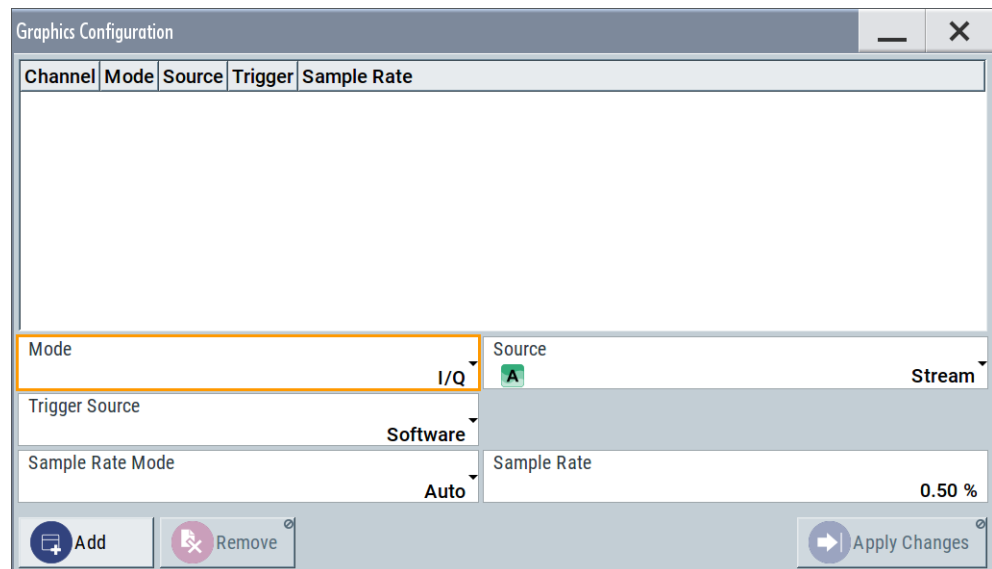 Graphics Configuration
Channel Mode Source Trigger Sample Rate
Mode
I/Q
Source
A Stream
Trigger Source
Software
Sample Rate Mode
Auto
Sample Rate
0.50 %
Add
Remove
Apply Changes